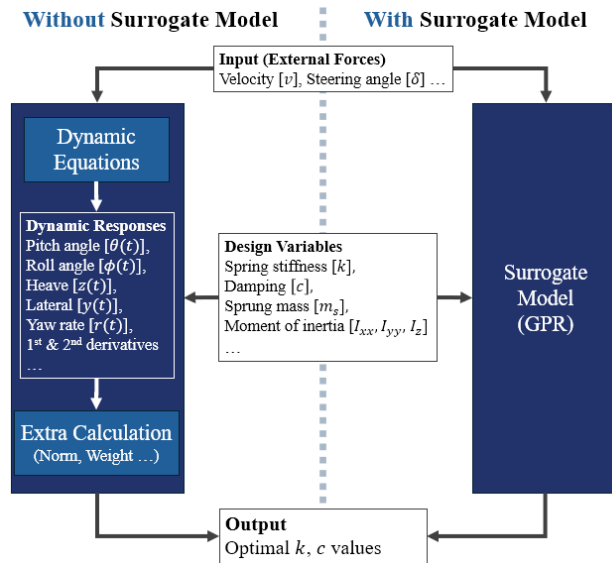 Without Surrogate Model
With Surrogate Model
Input (External Forces)
Velocity [𝑣], Steering angle [𝛿] …
Dynamic
Equations
Dynamic Responses
Pitch angle [𝜃(𝑡)],
Roll angle [𝜙(𝑡)],
Heave [𝑧(𝑡)],
Lateral [𝑦(𝑡)],
Yaw rate [𝑟(𝑡)],
1ˢᵗ & 2ⁿᵈ derivatives
…
Extra Calculation
(Norm, Weight …)
Design Variables
Spring stiffness [𝑘],
Damping [𝑐],
Sprung mass [𝑚ₛ],
Moment of inertia [𝐼ₓₓ, 𝐼_yy, 𝐼_z]
…
Surrogate
Model
(GPR)
Output
Optimal 𝑘, 𝑐 values